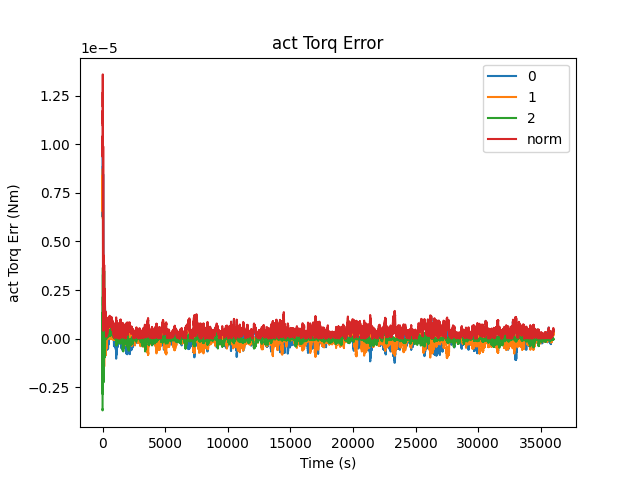 act Torq Error
1e−5
act Torq Err (Nm)
1.25
1.00
0.75
0.50
0.25
0.00
−0.25
0
1
2
norm
0 5000 10000 15000 20000 25000 30000 35000
Time (s)